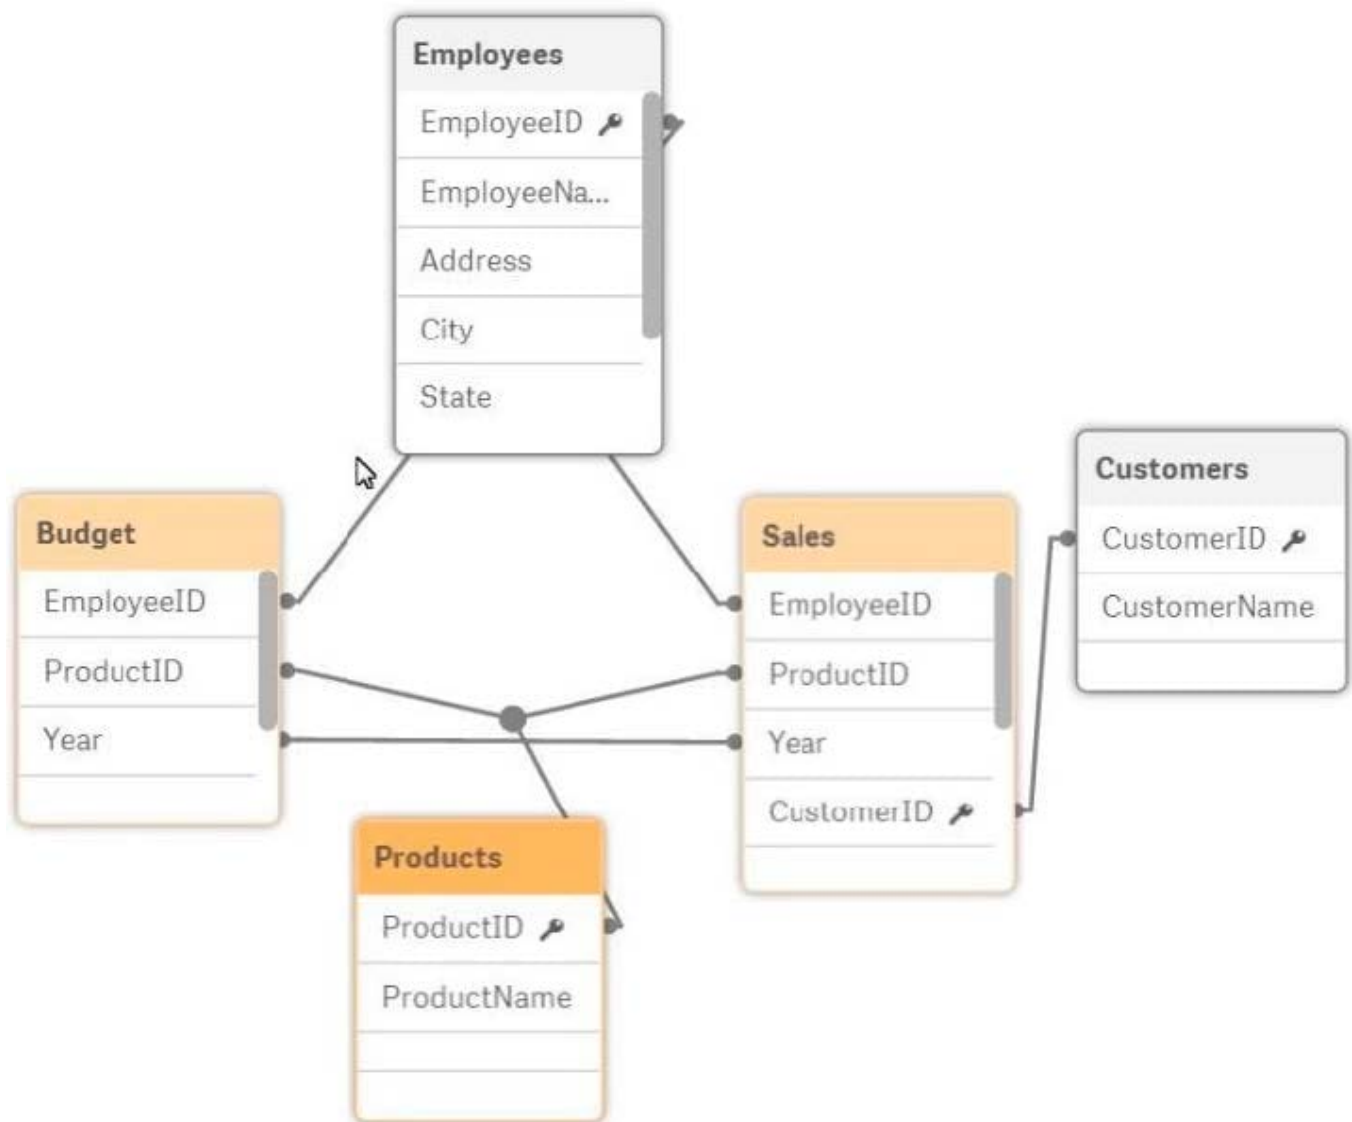 Employees
EmployeeID
EmployeeNa...
Address
City
State
Budget
EmployeeID
ProductID
Year
Sales
EmployeeID
ProductID
Year
CustomerID
Customers
CustomerID
CustomerName
Products
ProductID
ProductName